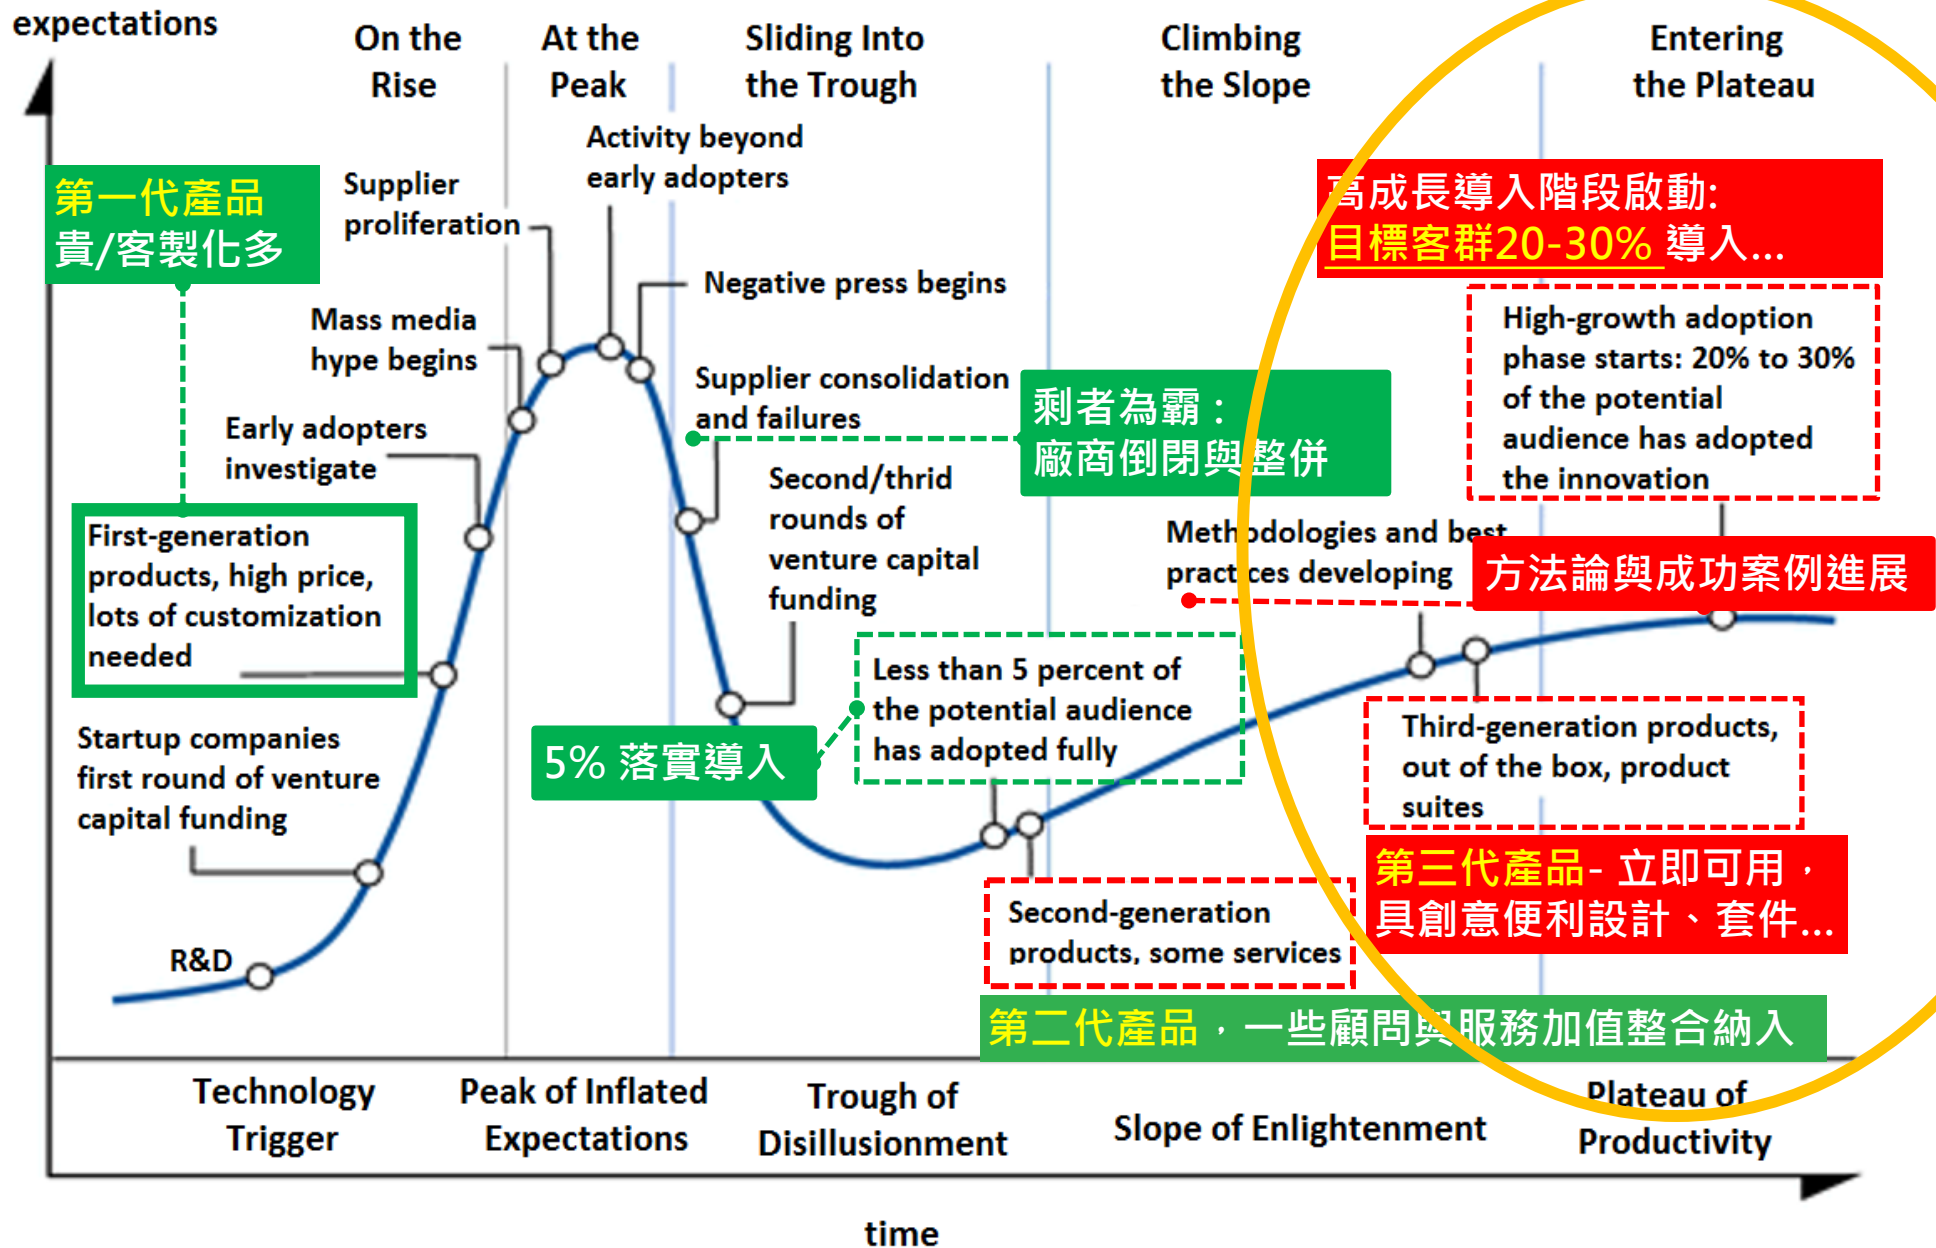 expectations
On the
Rise
At the
Peak
Sliding Into
the Trough
Climbing
the Slope
Entering
the Plateau
Activity beyond
early adopters
第一代產品
貴/客製化多
Supplier
proliferation
高成長導入階段啟動:
目標客群20-30% 導入...
Negative press begins
Mass media
hype begins
High-growth adoption
phase starts: 20% to 30%
of the potential
audience has adopted
the innovation
Supplier consolidation
and failures
剩者為霸：
廠商倒閉與整併
Early adopters
investigate
Second/thrid
rounds of
venture capital
funding
First-generation
products, high price,
lots of customization
needed
Methodologies and best
practices developing
方法論與成功案例進展
Less than 5 percent of
the potential audience
has adopted fully
5% 落實導入
Startup companies
first round of venture
capital funding
Third-generation products,
out of the box, product
suites
第三代產品- 立即可用，
具創意便利設計、套件...
Second-generation
products, some services
R&D
第二代產品，一些顧問與服務加值整合納入
Technology
Trigger
Peak of Inflated
Expectations
Trough of
Disillusionment
Slope of Enlightenment
Plateau of
Productivity
time